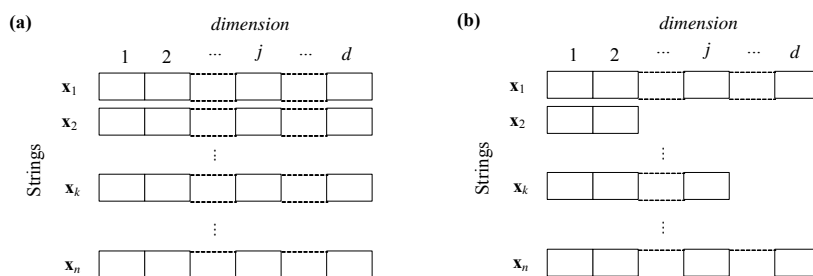 (a)
dimension
1 2 ... j ... d
x1
x2
⋮
xk
⋮
xn
Strings
(b)
dimension
1 2 ... j ... d
x1
x2
⋮
xk
⋮
xn
Strings